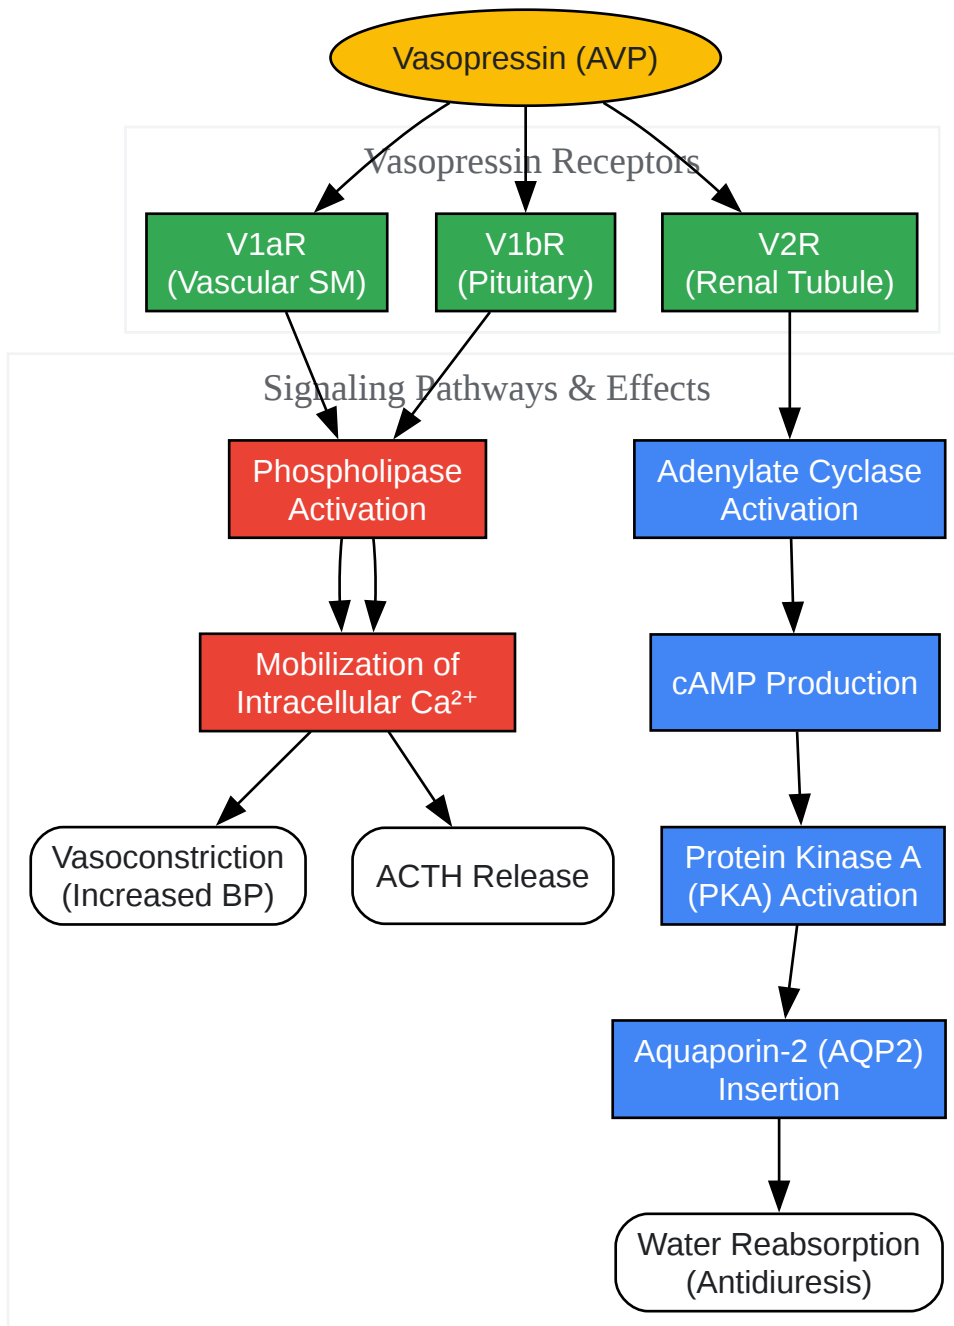 Vasopressin (AVP)
Vasopressin Receptors
V1aR
(Vascular SM)
V1bR
(Pituitary)
V2R
(Renal Tubule)
Signaling Pathways & Effects
Phospholipase
Activation
Adenylate Cyclase
Activation
Mobilization of
Intracellular Ca²⁺
cAMP Production
Vasoconstriction
(Increased BP)
ACTH Release
Protein Kinase A
(PKA) Activation
Aquaporin-2 (AQP2)
Insertion
Water Reabsorption
(Antidiuresis)